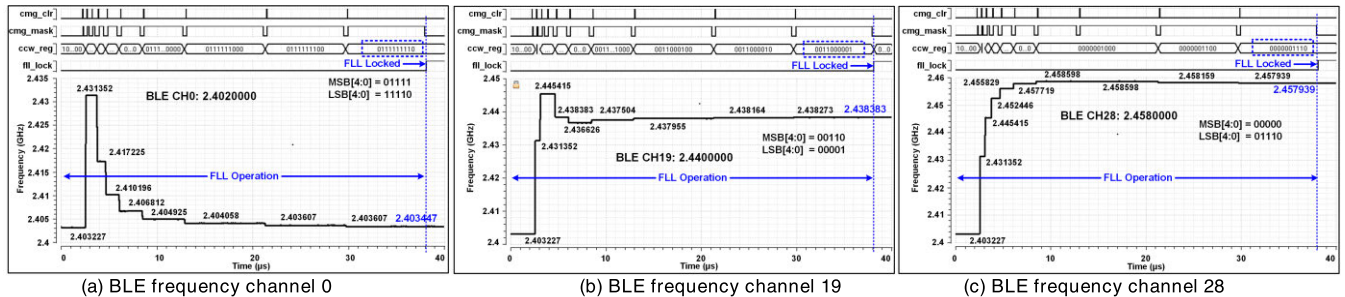 cmg_clr
cmg_mask
ccw_reg 10...00 0...0 0111...0000 0111111000 0111111100 0111111110
fll_lock FLL Locked
2.435
2.43
2.425
2.42
2.415
2.41
2.405
2.4
Frequency (GHz)
2.431352
BLE CH0: 2.4020000
MSB[4:0] = 01111
LSB[4:0] = 11110
2.417225
FLL Operation
2.410196
2.406812
2.404925
2.404058
2.403607
2.403607
2.403447
2.403227
0 10 20 30 40
Time (µs)
(a) BLE frequency channel 0
cmg_clr
cmg_mask
ccw_reg 10...00 ... ... 0...0 0011...1000 0011000100 0011000010 0011000001 0...0
fll_lock FLL Locked
2.45
2.44
2.43
2.42
2.41
2.4
Frequency (GHz)
2.445415
2.438383
2.437504
2.438164
2.438273
2.438383
2.436626
2.437955
2.431352
MSB[4:0] = 00110
LSB[4:0] = 00001
BLE CH19: 2.4400000
FLL Operation
2.403227
0 10 20 30 40
Time (µs)
(b) BLE frequency channel 19
cmg_clr
cmg_mask
ccw_reg 10...00 0...0 0000001000 0000001100 0000001110
fll_lock FLL Locked
2.46
2.45
2.44
2.43
2.42
2.41
2.4
Frequency (GHz)
2.455829
2.458598
2.458159
2.457939
2.457719
2.458598
2.457939
2.452446
2.445415
BLE CH28: 2.4580000
MSB[4:0] = 00000
LSB[4:0] = 01110
2.431352
FLL Operation
2.403227
0 10 20 30 40
Time (µs)
(c) BLE frequency channel 28